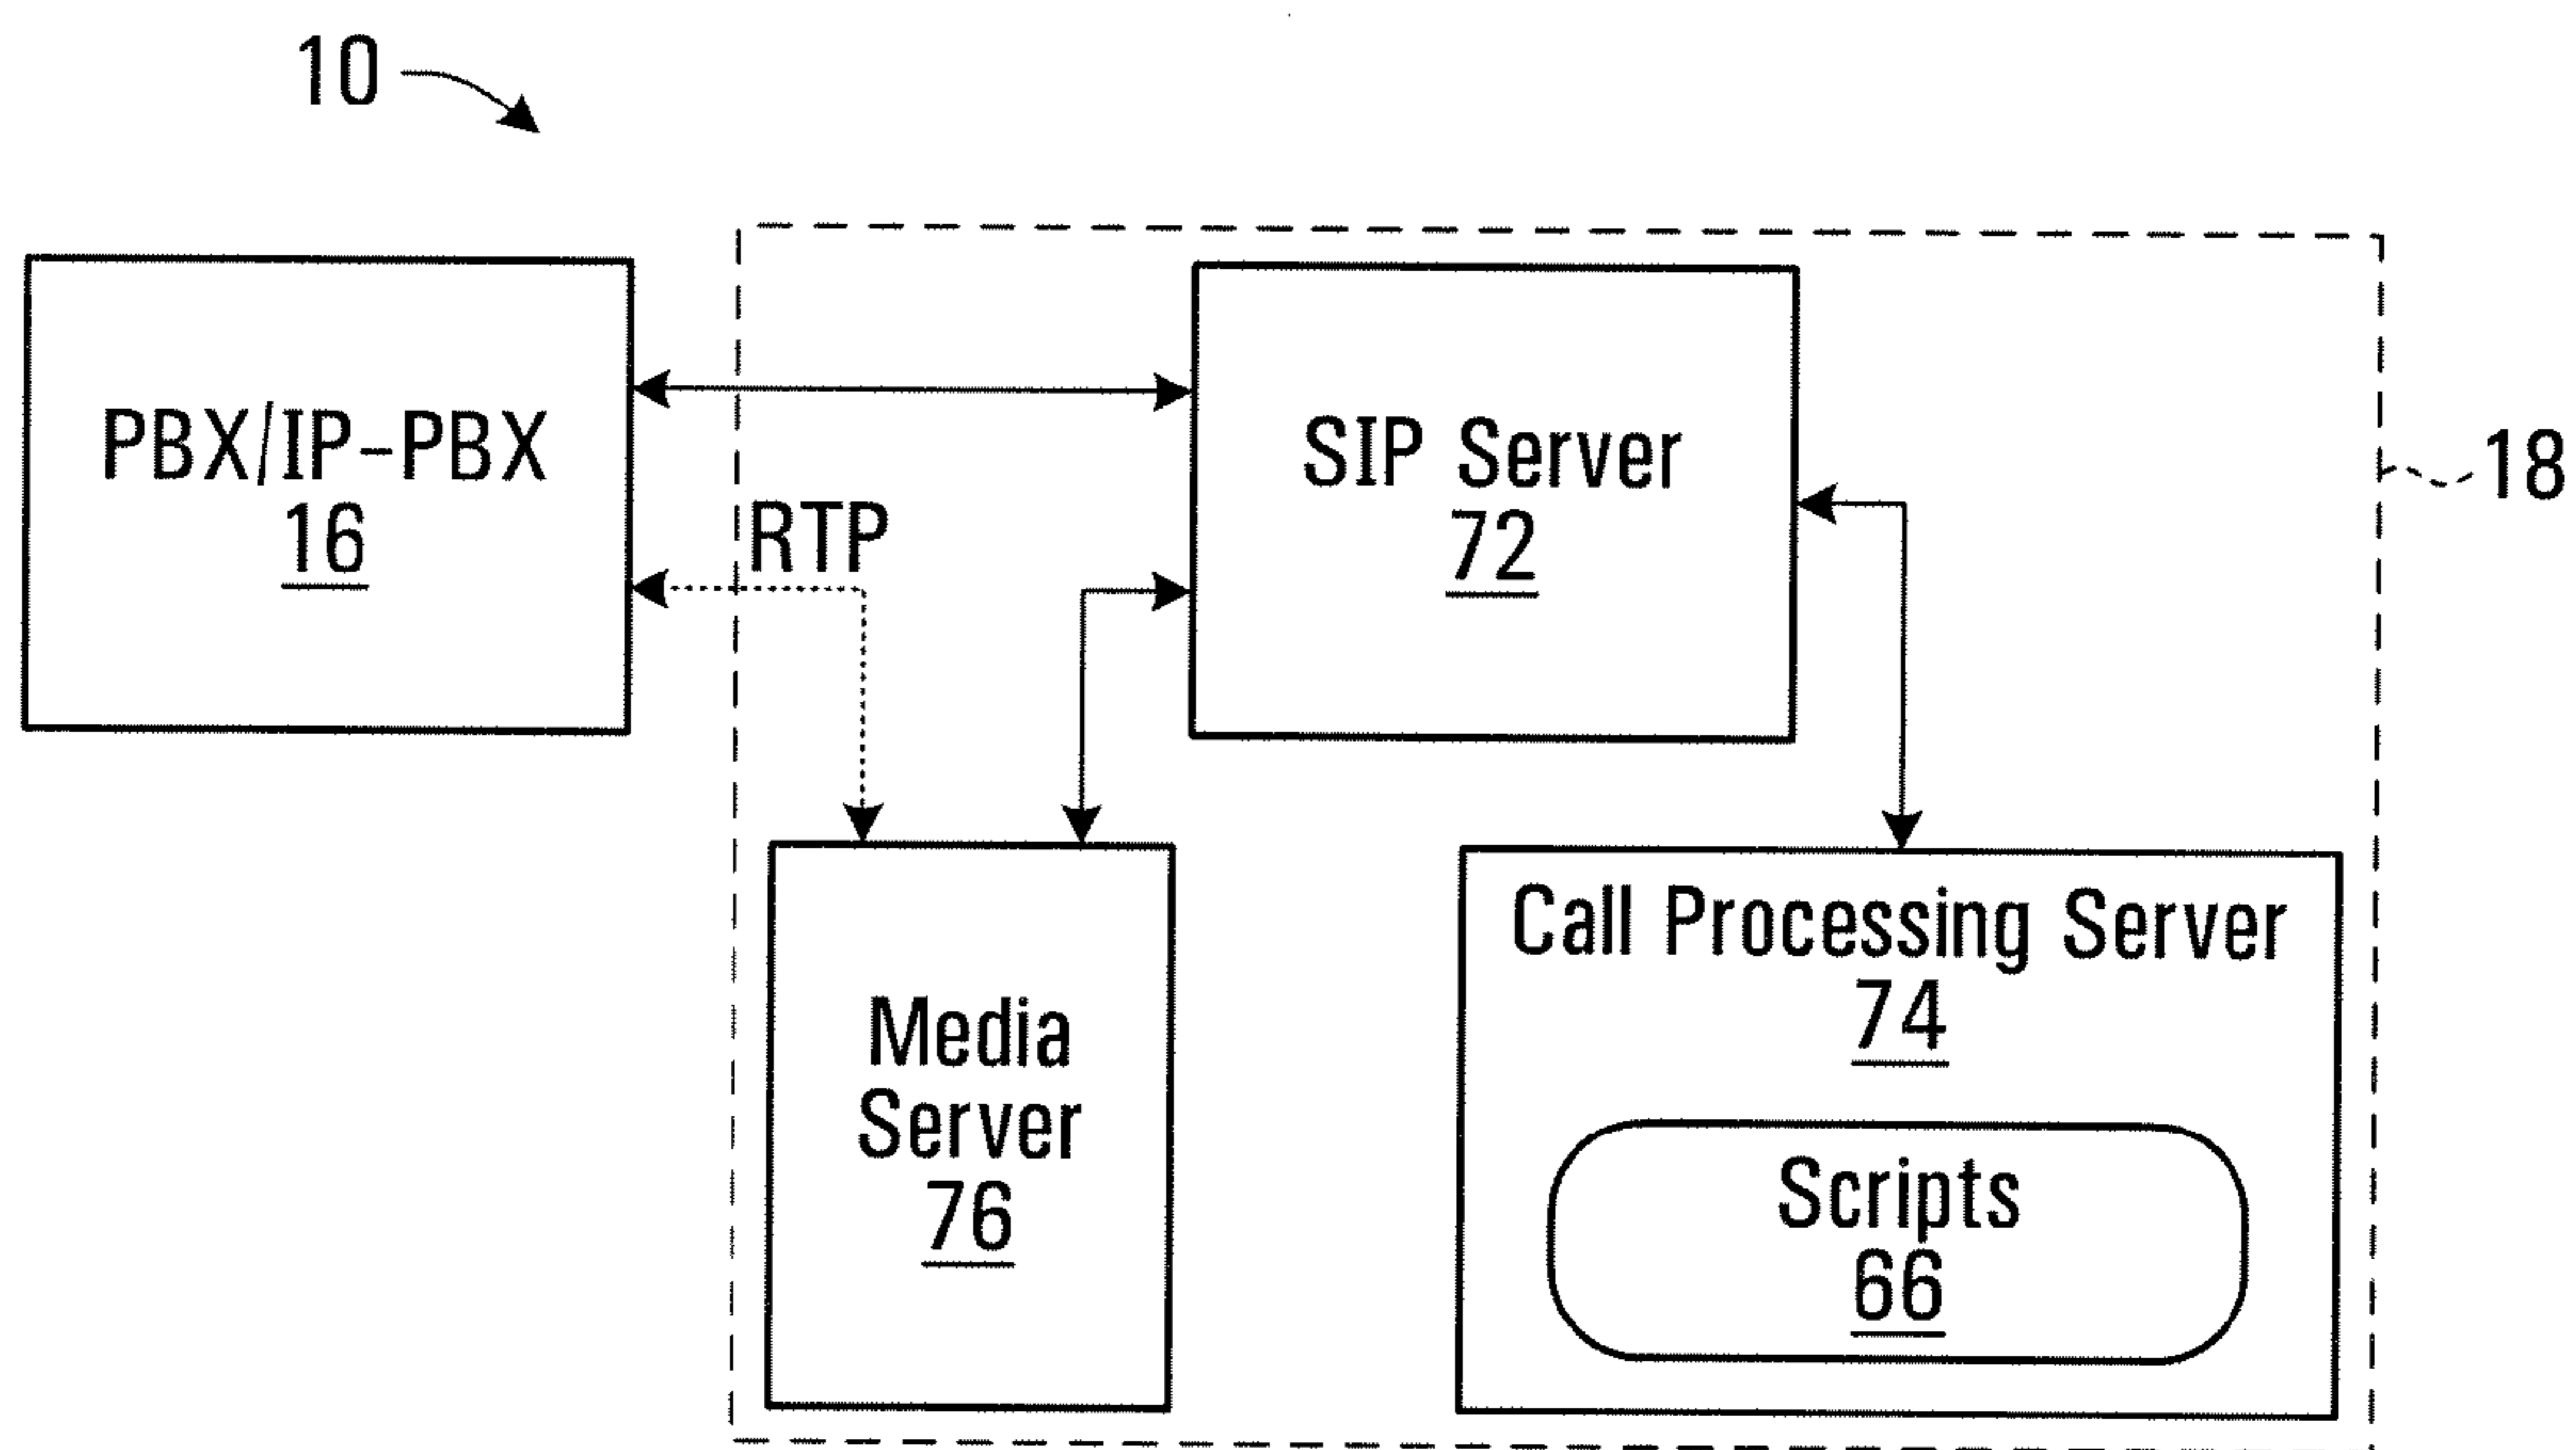 10
PBX/IP-PBX
16
RTP
SIP Server
72
18
Media
Server
76
Call Processing Server
74
Scripts
66